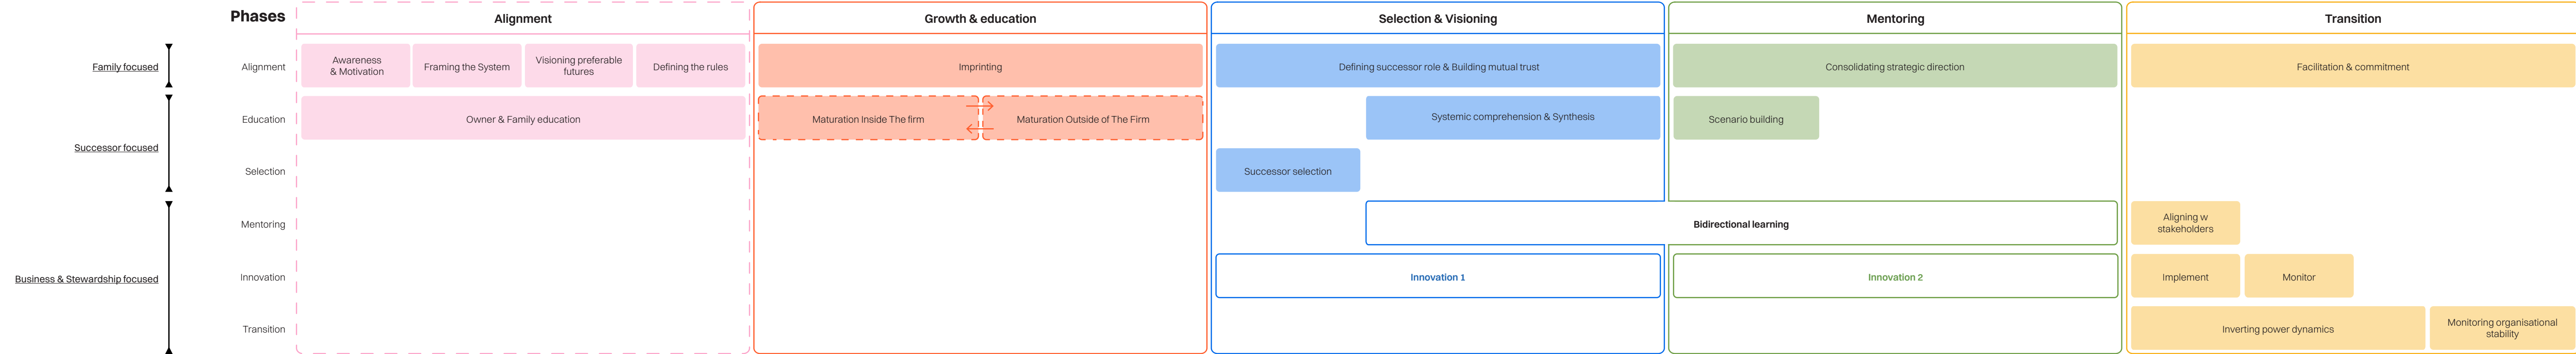 Phases
Alignment
Growth & education
Selection & Visioning
Mentoring
Transition
Family focused
Alignment
Awareness
& Motivation
Framing the System
Visioning preferable
futures
Defining the rules
Imprinting
Defining successor role & Building mutual trust
Consolidating strategic direction
Facilitation & commitment
Successor focused
Education
Owner & Family education
Maturation Inside The firm
Maturation Outside of The Firm
Systemic comprehension & Synthesis
Scenario building
Selection
Successor selection
Business & Stewardship focused
Mentoring
Bidirectional learning
Aligning w
stakeholders
Innovation
Innovation 1
Innovation 2
Implement
Monitor
Transition
Inverting power dynamics
Monitoring organisational
stability